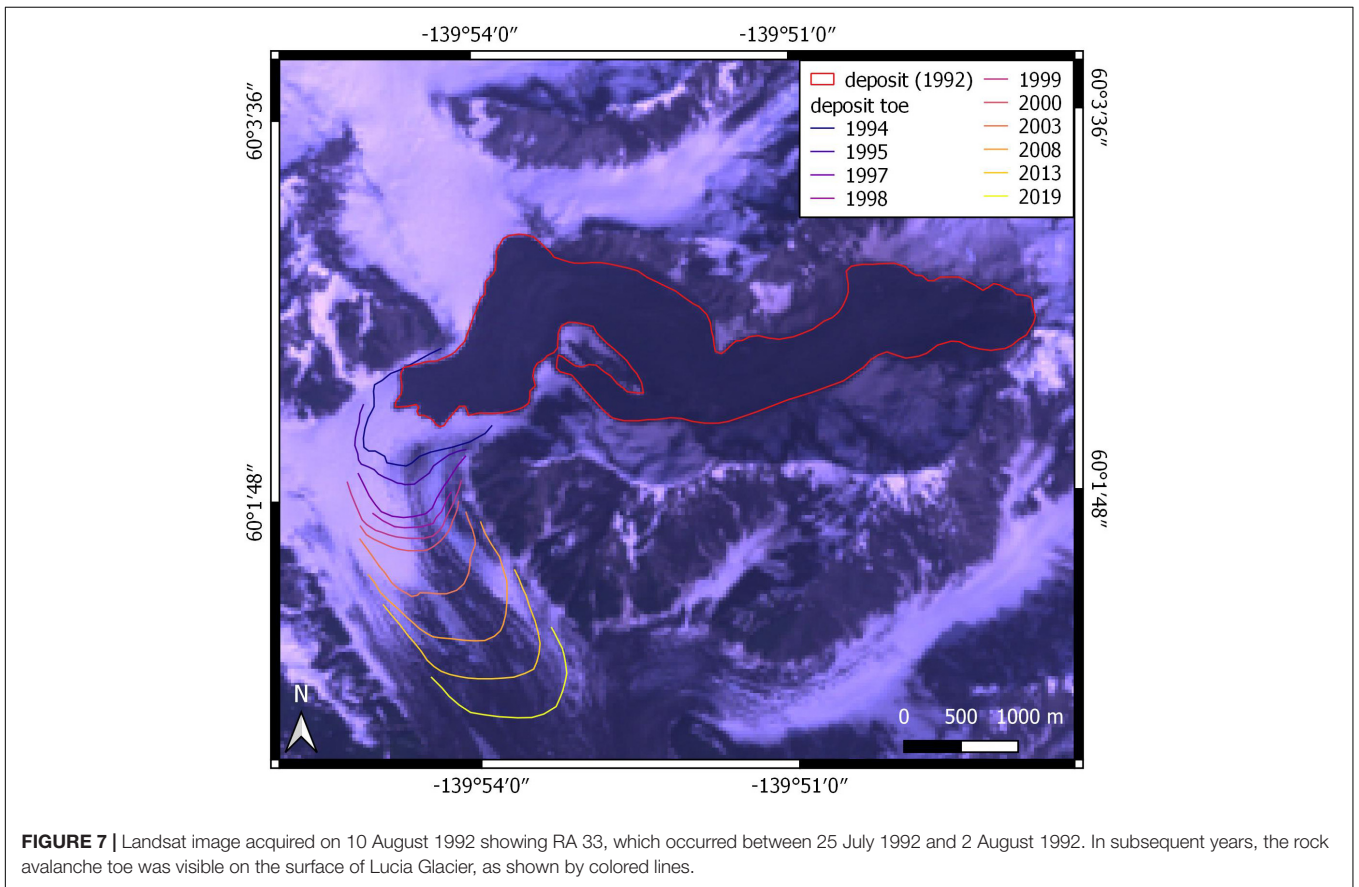 -139°54′0″ -139°51′0″
60°3′36″
60°3′36″
deposit (1992)
deposit toe
1994
1995
1997
1998
1999
2000
2003
2008
2013
2019
60°1′48″
60°1′48″
N
0 500 1000 m
-139°54′0″ -139°51′0″
FIGURE 7 | Landsat image acquired on 10 August 1992 showing RA 33, which occurred between 25 July 1992 and 2 August 1992. In subsequent years, the rock
avalanche toe was visible on the surface of Lucia Glacier, as shown by colored lines.